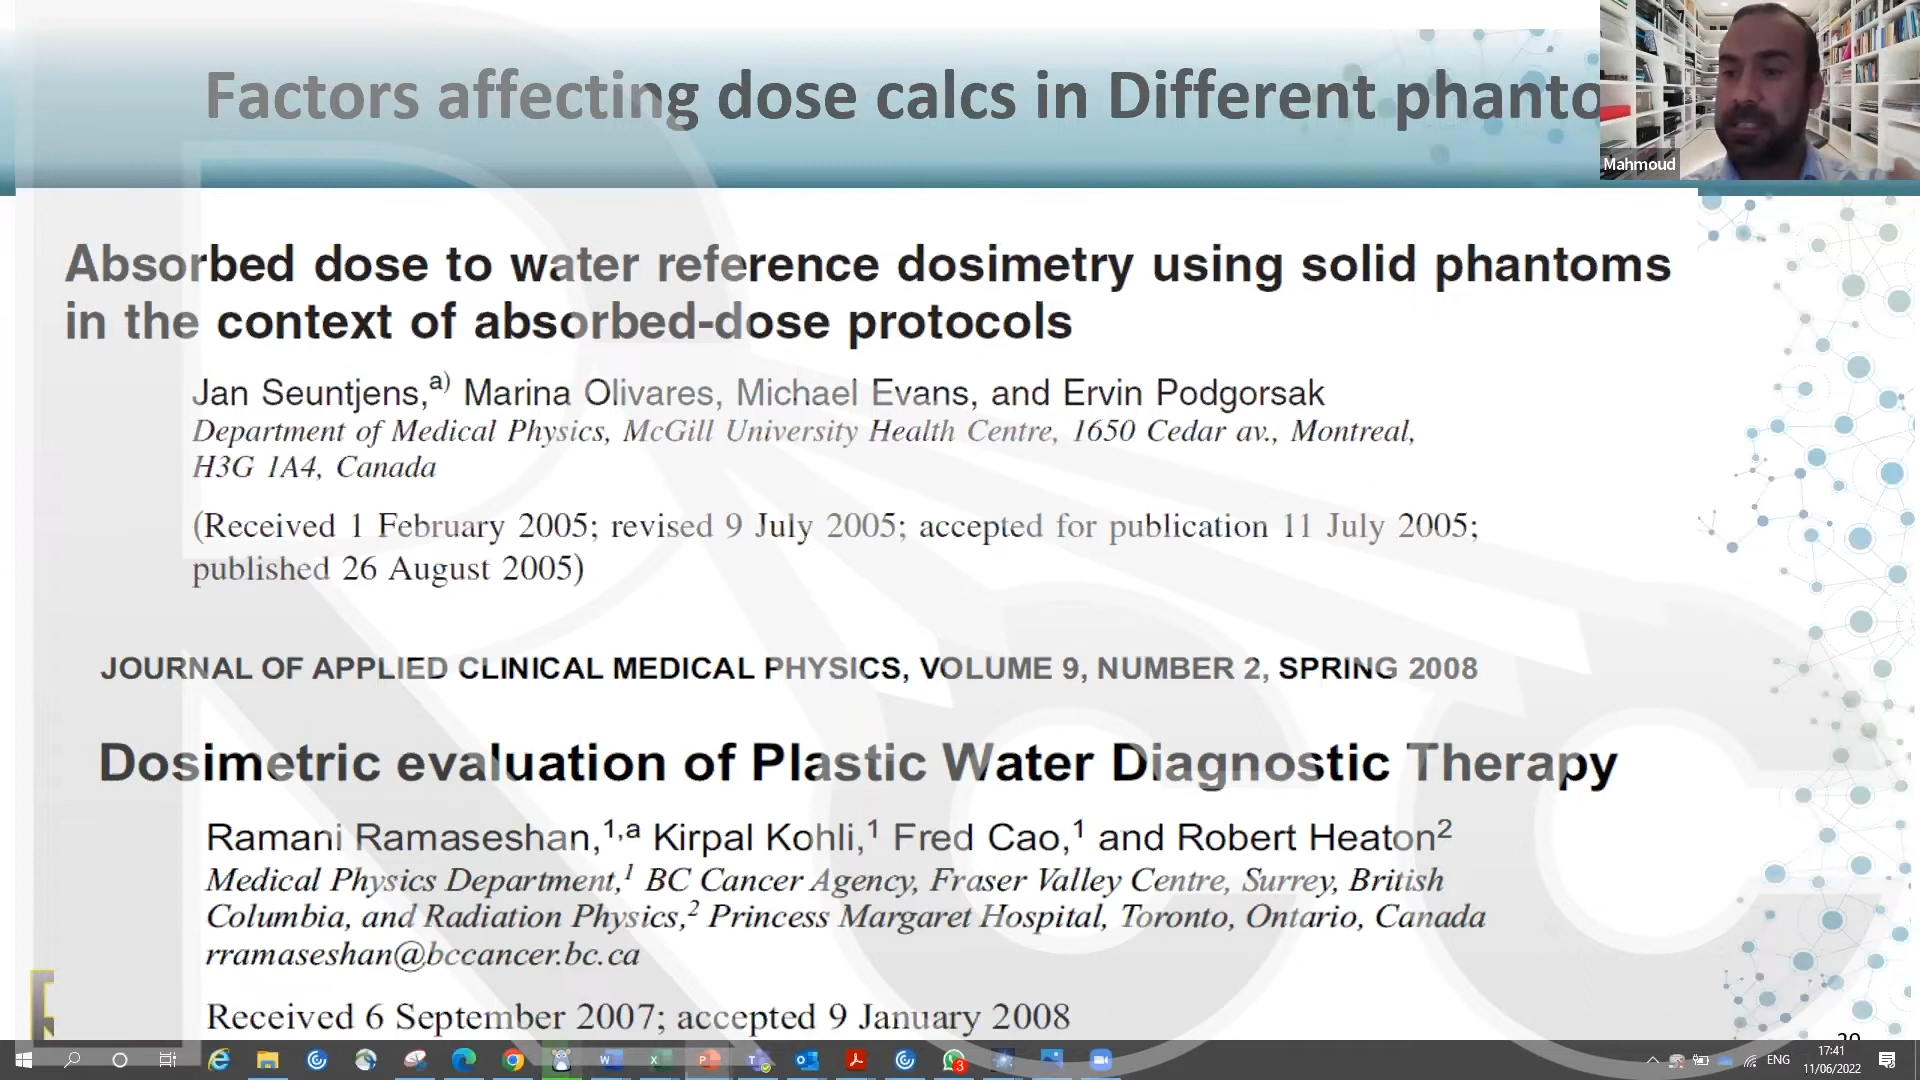 Factors affecting dose calcs in Different phanto
Mahmoud
Absorbed dose to water reference dosimetry using solid phantoms
in the context of absorbed-dose protocols
Jan Seuntjens,a) Marina Olivares, Michael Evans, and Ervin Podgorsak
Department of Medical Physics, McGill University Health Centre, 1650 Cedar av., Montreal,
H3G 1A4, Canada
(Received 1 February 2005; revised 9 July 2005; accepted for publication 11 July 2005;
published 26 August 2005)
JOURNAL OF APPLIED CLINICAL MEDICAL PHYSICS, VOLUME 9, NUMBER 2, SPRING 2008
Dosimetric evaluation of Plastic Water Diagnostic Therapy
Ramani Ramaseshan,1,a Kirpal Kohli,1 Fred Cao,1 and Robert Heaton2
Medical Physics Department,1 BC Cancer Agency, Fraser Valley Centre, Surrey, British
Columbia, and Radiation Physics,2 Princess Margaret Hospital, Toronto, Ontario, Canada
rramaseshan@bccancer.bc.ca
Received 6 September 2007; accepted 9 January 2008
RCC
3
ENG
17:41
11/06/2022